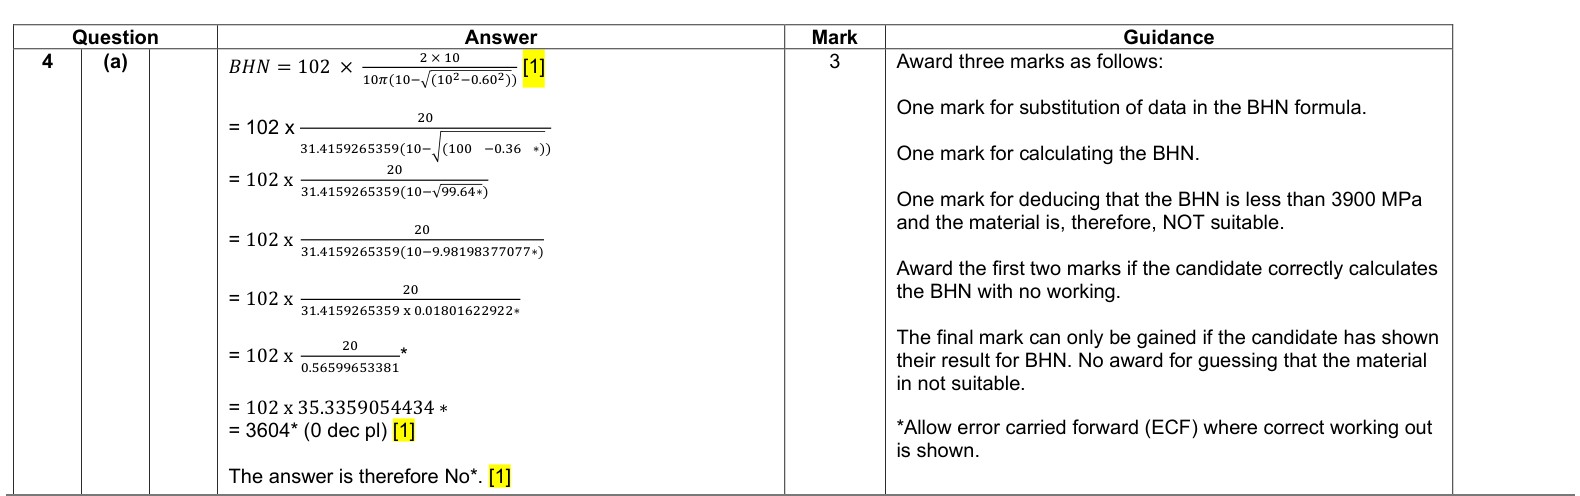 Question Answer Mark Guidance
4 (a) BHN = 102 × (2 × 10)/(10π(10−√(10²−0.60²))) [1] 3 Award three marks as follows:
One mark for substitution of data in the BHN formula.
= 102 x 20/(31.4159265359(10−√(100 −0.36 *)))
One mark for calculating the BHN.
= 102 x 20/(31.4159265359(10−√99.64*))
One mark for deducing that the BHN is less than 3900 MPa
and the material is, therefore, NOT suitable.
= 102 x 20/(31.4159265359(10−9.98198377077*))
Award the first two marks if the candidate correctly calculates
the BHN with no working.
= 102 x 20/(31.4159265359 x 0.01801622922*)
The final mark can only be gained if the candidate has shown
their result for BHN. No award for guessing that the material
in not suitable.
= 102 x 20/0.56599653381 *
= 102 x 35.3359054434 *
= 3604* (0 dec pl) [1]
*Allow error carried forward (ECF) where correct working out
is shown.
The answer is therefore No*. [1]